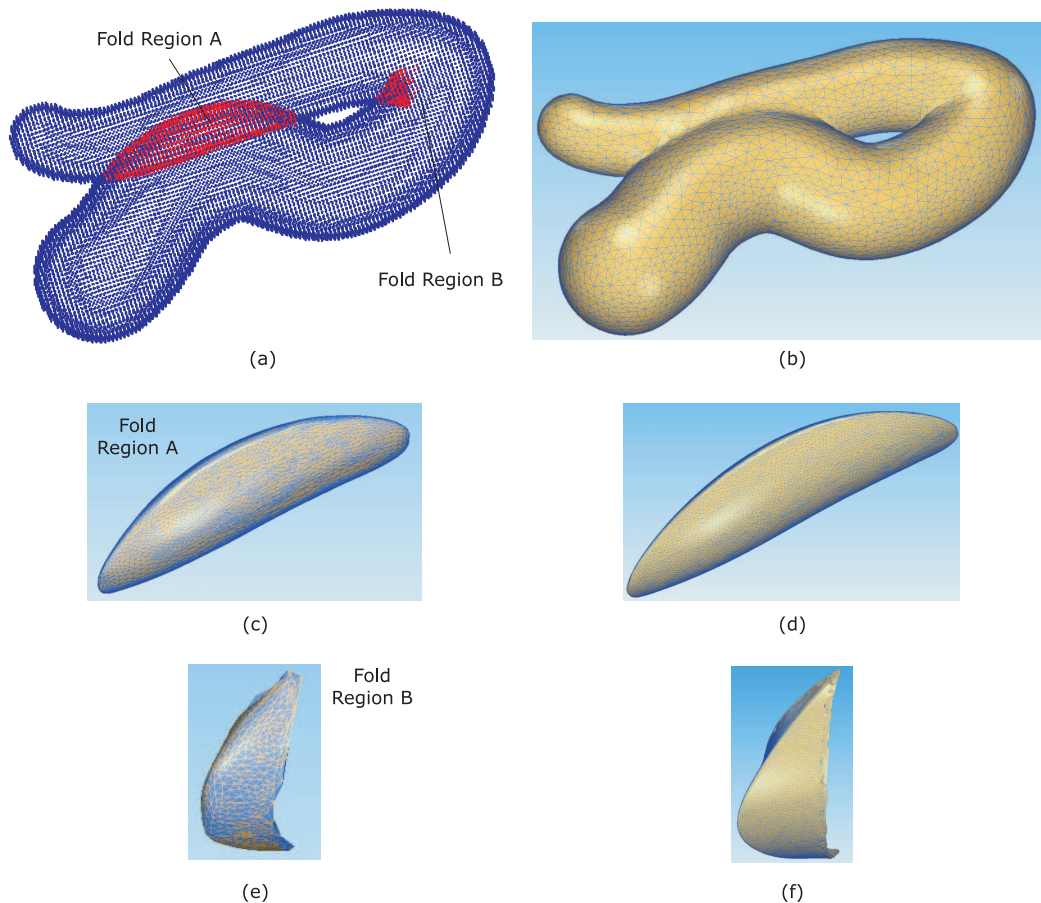 Fold Region A
Fold Region B
(a)
(b)
Fold
Region A
(c)
(d)
Fold
Region B
(e)
(f)